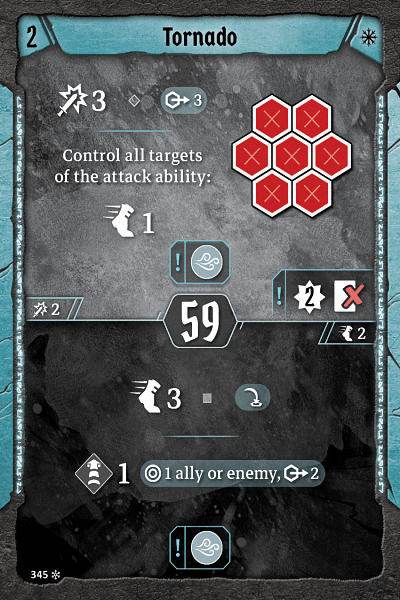 2 Tornado
3 3
Control all targets
of the attack ability:
1
!
! 2
2
59
2
3
1 1 ally or enemy, 2
!
345